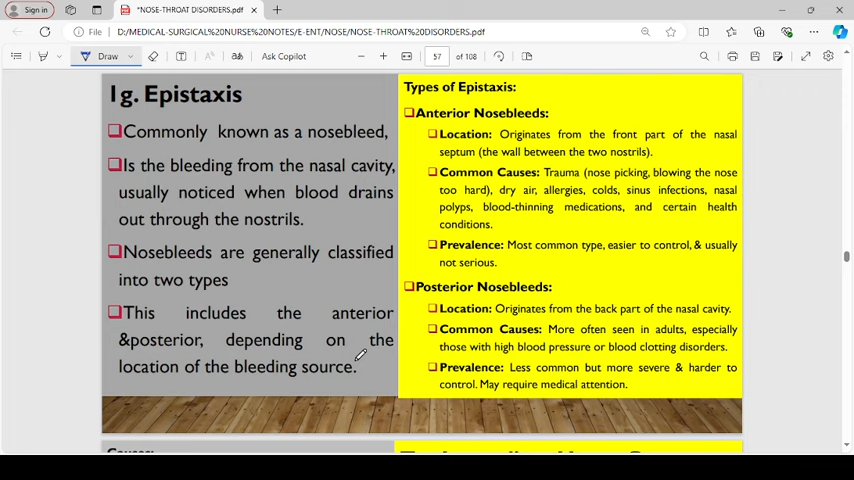 Sign in
*NOSE-THROAT DISORDERS.pdf
File
D:/MEDICAL-SURGICAL%20NURSE%20NOTES/E-ENT/NOSE/NOSE-THROAT%20DISORDERS.pdf
Draw
Ask Copilot
57
of 108
1g. Epistaxis
Commonly known as a nosebleed,
Is the bleeding from the nasal cavity,
usually noticed when blood drains
out through the nostrils.
Nosebleeds are generally classified
into two types
This includes the anterior
&posterior, depending on the
location of the bleeding source.
Types of Epistaxis:
Anterior Nosebleeds:
Location: Originates from the front part of the nasal
septum (the wall between the two nostrils).
Common Causes: Trauma (nose picking, blowing the nose
too hard), dry air, allergies, colds, sinus infections, nasal
polyps, blood-thinning medications, and certain health
conditions.
Prevalence: Most common type, easier to control, & usually
not serious.
Posterior Nosebleeds:
Location: Originates from the back part of the nasal cavity.
Common Causes: More often seen in adults, especially
those with high blood pressure or blood clotting disorders.
Prevalence: Less common but more severe & harder to
control. May require medical attention.